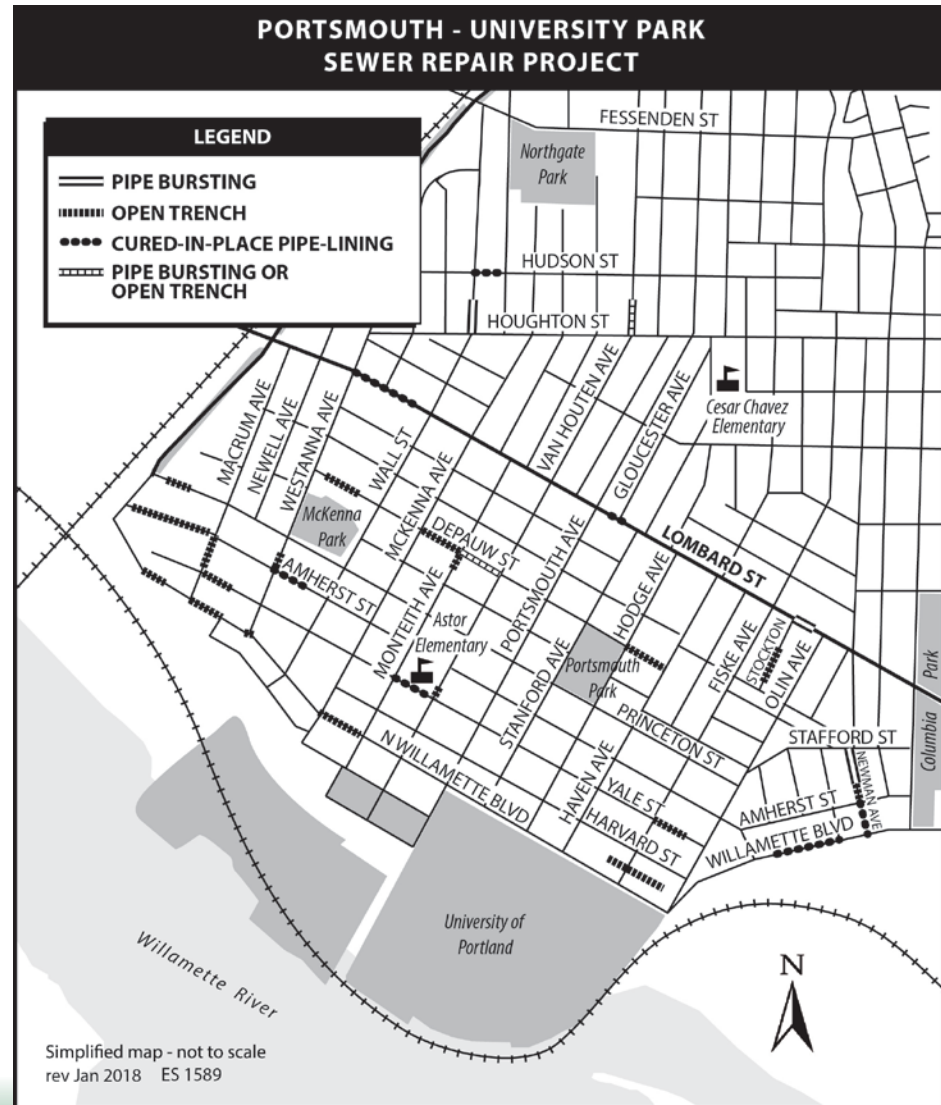 PORTSMOUTH - UNIVERSITY PARK
SEWER REPAIR PROJECT
LEGEND
PIPE BURSTING
OPEN TRENCH
CURED-IN-PLACE PIPE-LINING
PIPE BURSTING OR
OPEN TRENCH
FESSENDEN ST
Northgate
Park
HUDSON ST
HOUGHTON ST
MACRUM AVE
NEWELL AVE
WESTANNA AVE
WALL ST
MCKENNA AVE
VAN HOUTEN AVE
GLOUCESTER AVE
Cesar Chavez
Elementary
McKenna
Park
DEPAUW ST
AMHERST ST
MONTEITH AVE
Astor
Elementary
PORTSMOUTH AVE
STANFORD AVE
LOMBARD ST
HODGE AVE
Portsmouth
Park
FISKE AVE
STOCKTON
OLIN AVE
PRINCETON ST
Columbia Park
STAFFORD ST
NEWMAN AVE
N WILLAMETTE BLVD
HAVEN AVE
YALE ST
HARVARD ST
AMHERST ST
WILLAMETTE BLVD
University of
Portland
Willamette River
N
Simplified map - not to scale
rev Jan 2018 ES 1589